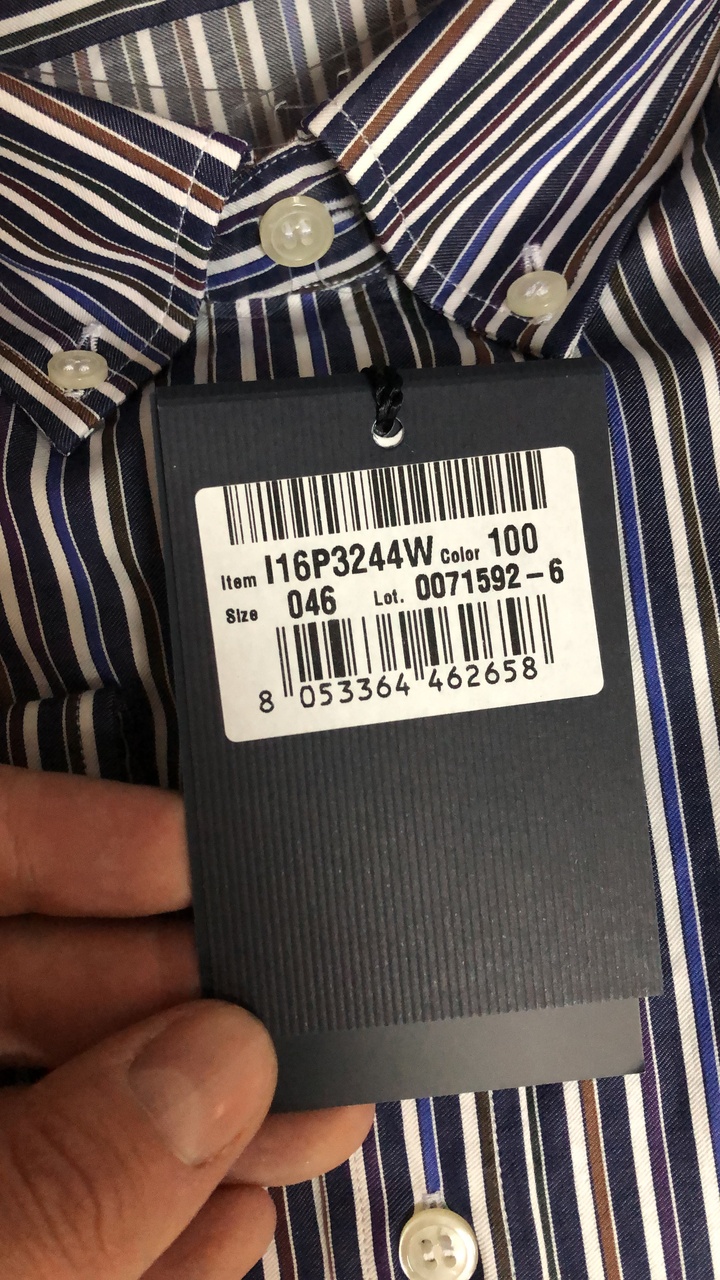 Item I16P3244W Color 100
Size 046 Lot. 0071592-6
8 053364 462658